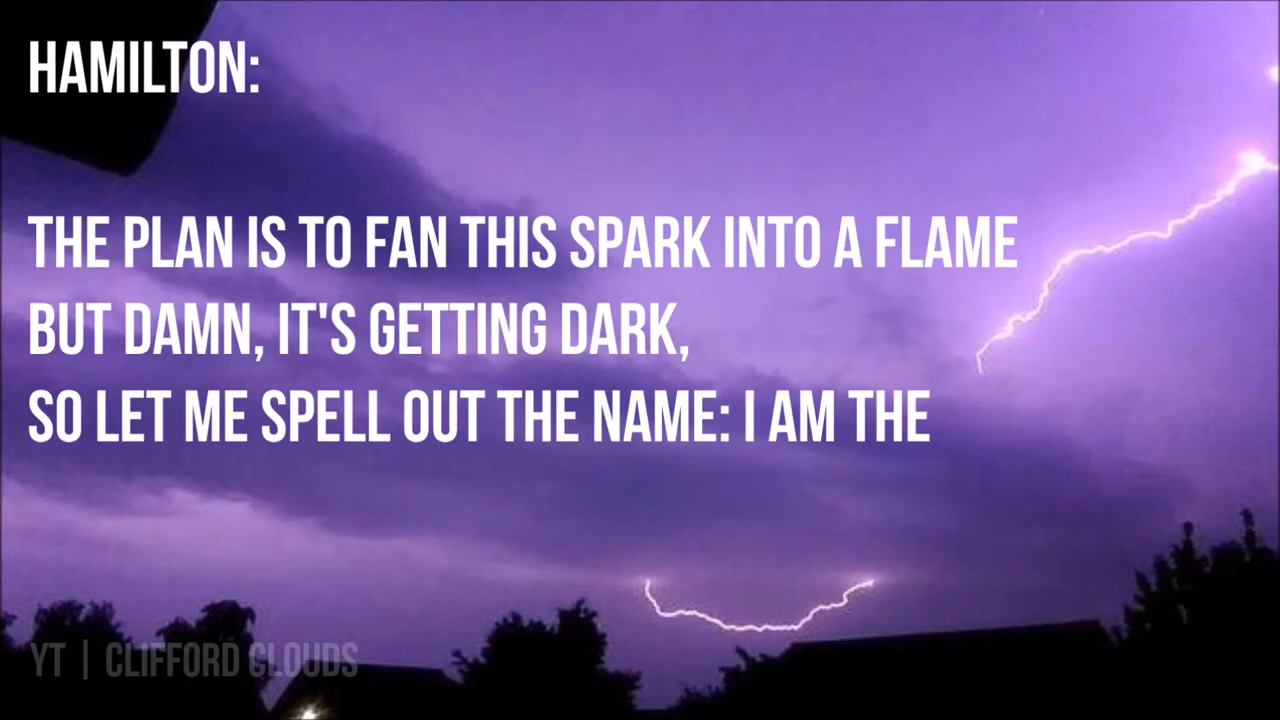 HAMILTON:
THE PLAN IS TO FAN THIS SPARK INTO A FLAME
BUT DAMN, IT'S GETTING DARK,
SO LET ME SPELL OUT THE NAME: I AM THE
YT | CLIFFORD CLOUDS